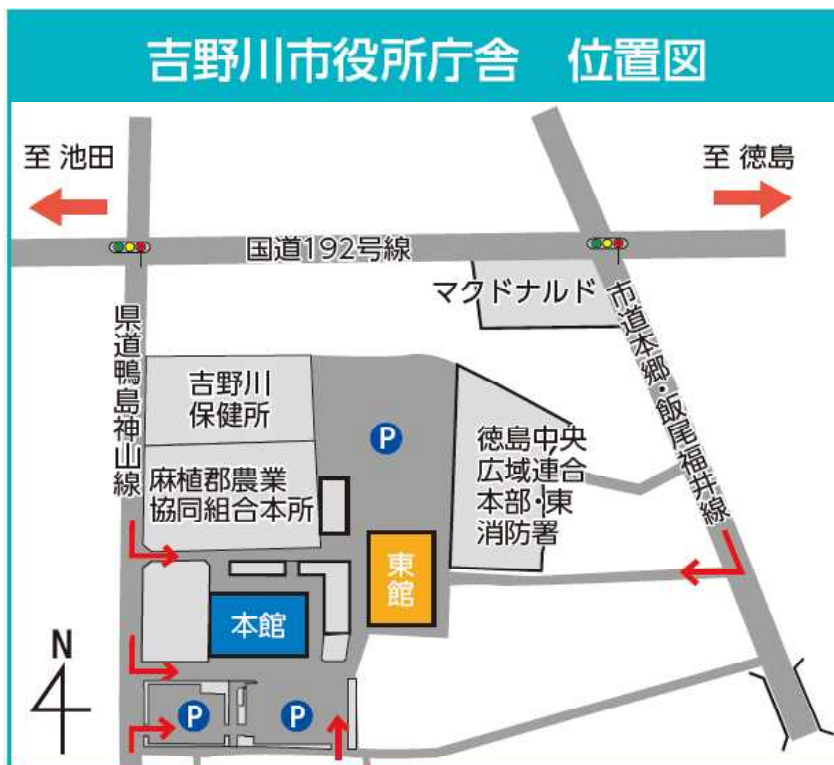 吉野川市役所庁舎　位置図
至 池田
至 徳島
国道192号線
マクドナルド
県道鴨島神山線
市道本郷・飯尾福井線
吉野川
保健所
P
徳島中央
広域連合
本部・東
消防署
麻植郡農業
協同組合本所
東館
本館
N
P
P